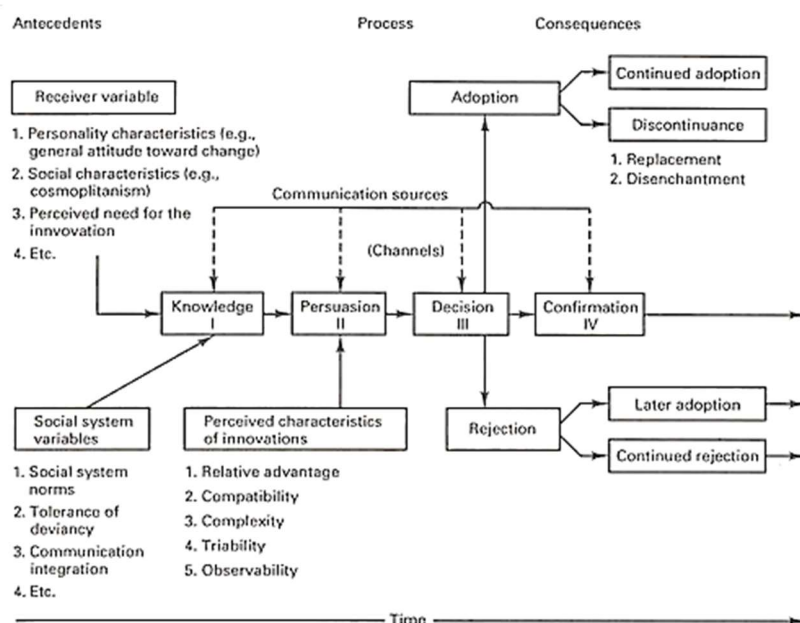 Antecedents
Process
Consequences
Receiver variable
1. Personality characteristics (e.g.,
general attitude toward change)
2. Social characteristics (e.g.,
cosmoplitanism)
3. Perceived need for the
innvovation
4. Etc.
Adoption
Continued adoption
Discontinuance
1. Replacement
2. Disenchantment
Communication sources
(Channels)
Knowledge
I
Persuasion
II
Decision
III
Confirmation
IV
Social system
variables
1. Social system
norms
2. Tolerance of
deviancy
3. Communication
integration
4. Etc.
Perceived characteristics
of innovations
1. Relative advantage
2. Compatibility
3. Complexity
4. Triability
5. Observability
Rejection
Later adoption
Continued rejection
Time